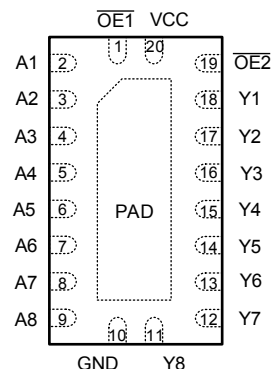 OE1 VCC
1 20
A1 2 19 OE2
A2 3 18 Y1
A3 4 17 Y2
A4 5 16 Y3
A5 6 PAD 15 Y4
A6 7 14 Y5
A7 8 13 Y6
A8 9 12 Y7
10 11
GND Y8